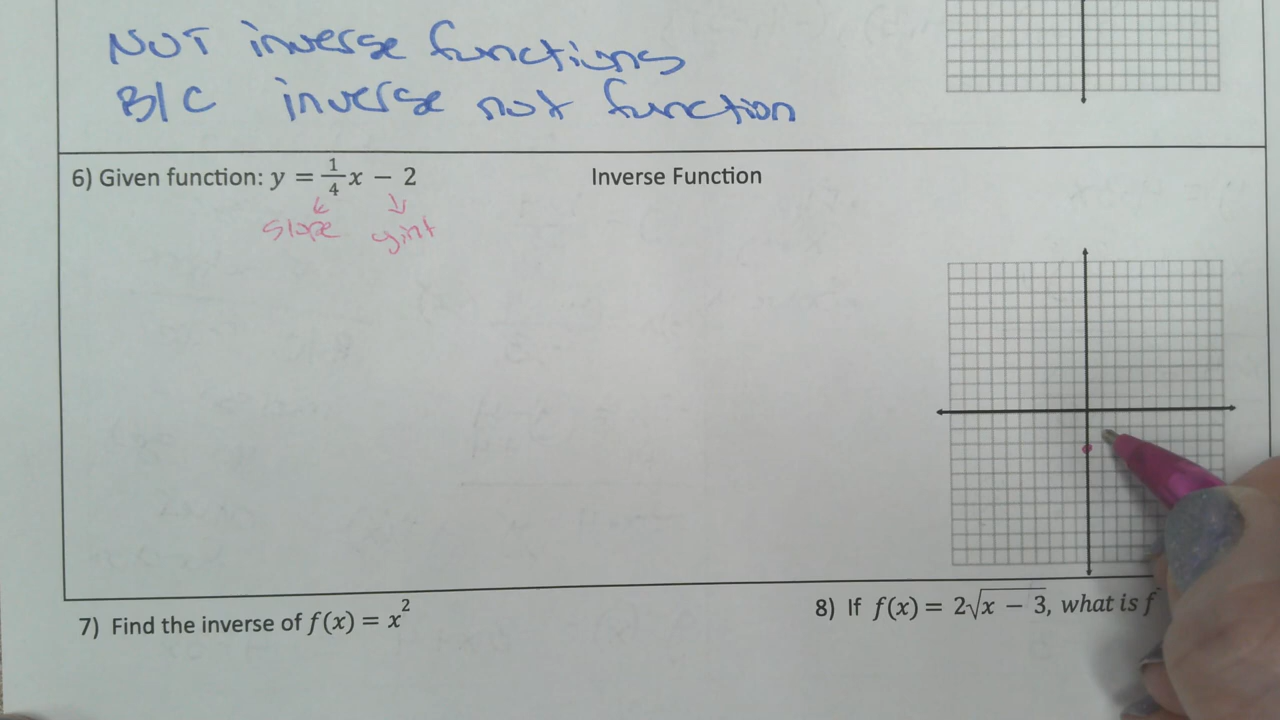 NOT inverse functions
B/C inverse not function
6) Given function: y = 1/4 x − 2
Inverse Function
slope yint
7) Find the inverse of f(x) = x²
8) If f(x) = 2√(x − 3), what is f